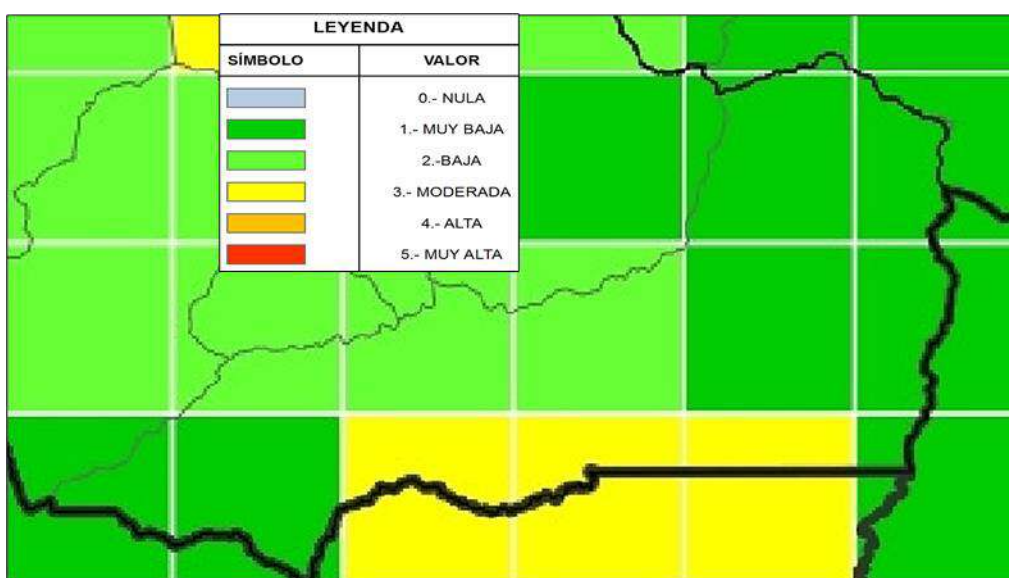 LEYENDA
SÍMBOLO VALOR
0.- NULA
1.- MUY BAJA
2.-BAJA
3.- MODERADA
4.- ALTA
5.- MUY ALTA